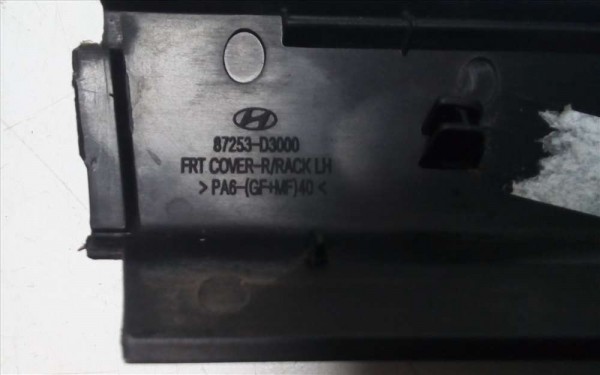 87253-D3000
FRT COVER-R/RACK LH
>PA6-(GF+MF)40<